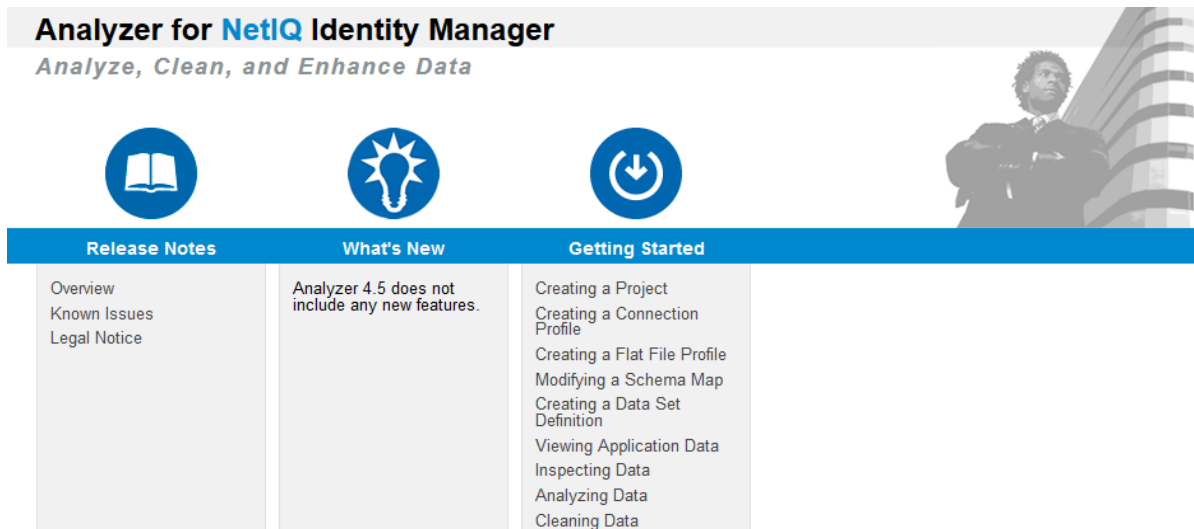 Analyzer for NetIQ Identity Manager
Analyze, Clean, and Enhance Data
Release Notes
What's New
Getting Started
Overview
Known Issues
Legal Notice
Analyzer 4.5 does not
include any new features.
Creating a Project
Creating a Connection
Profile
Creating a Flat File Profile
Modifying a Schema Map
Creating a Data Set
Definition
Viewing Application Data
Inspecting Data
Analyzing Data
Cleaning Data